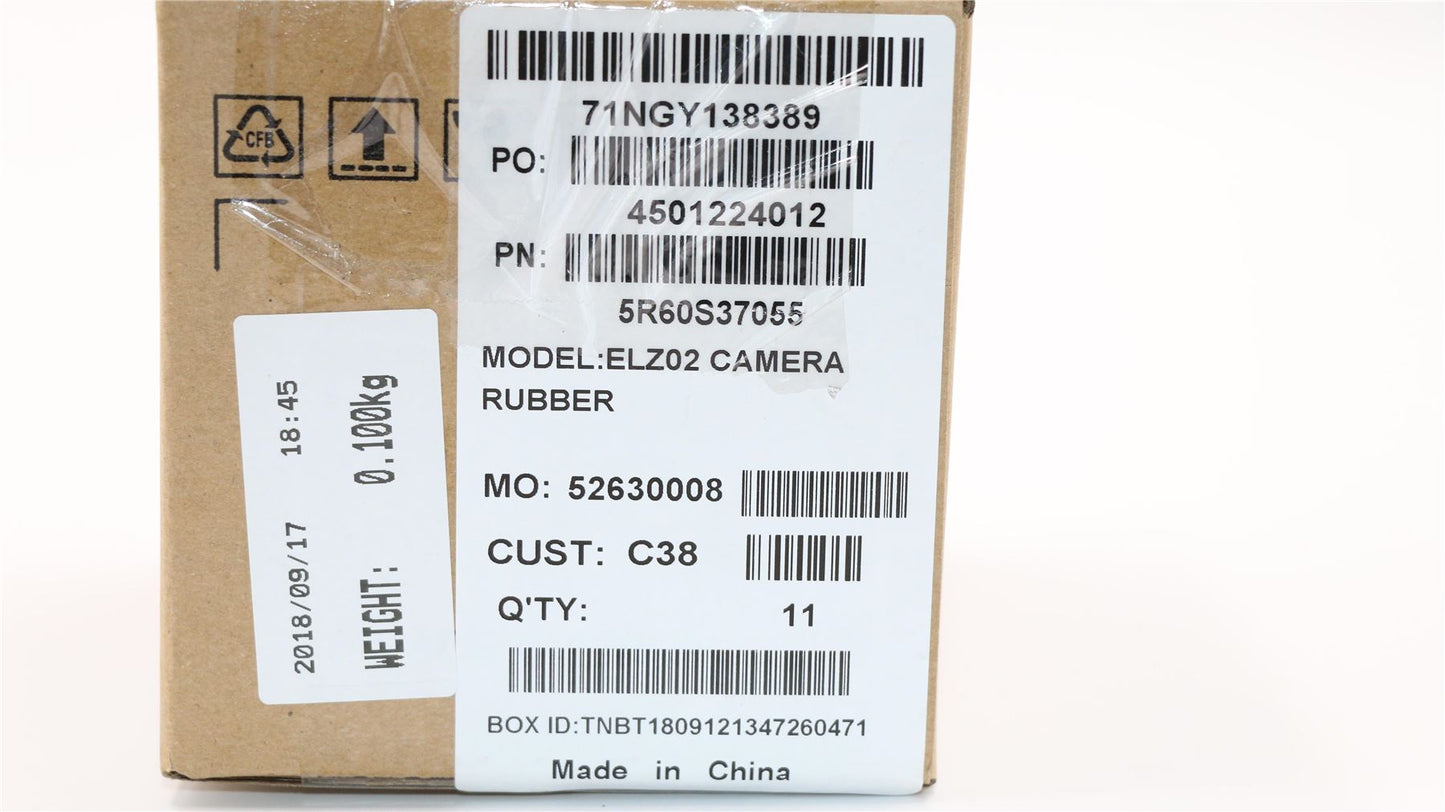 CFB
71NGY138389
PO:
4501224012
PN:
5R60S37055
MODEL:ELZ02 CAMERA
RUBBER
MO: 52630008
CUST: C38
Q'TY: 11
BOX ID:TNBT1809121347260471
Made in China
2018/09/17 18:45
WEIGHT: 0.100kg